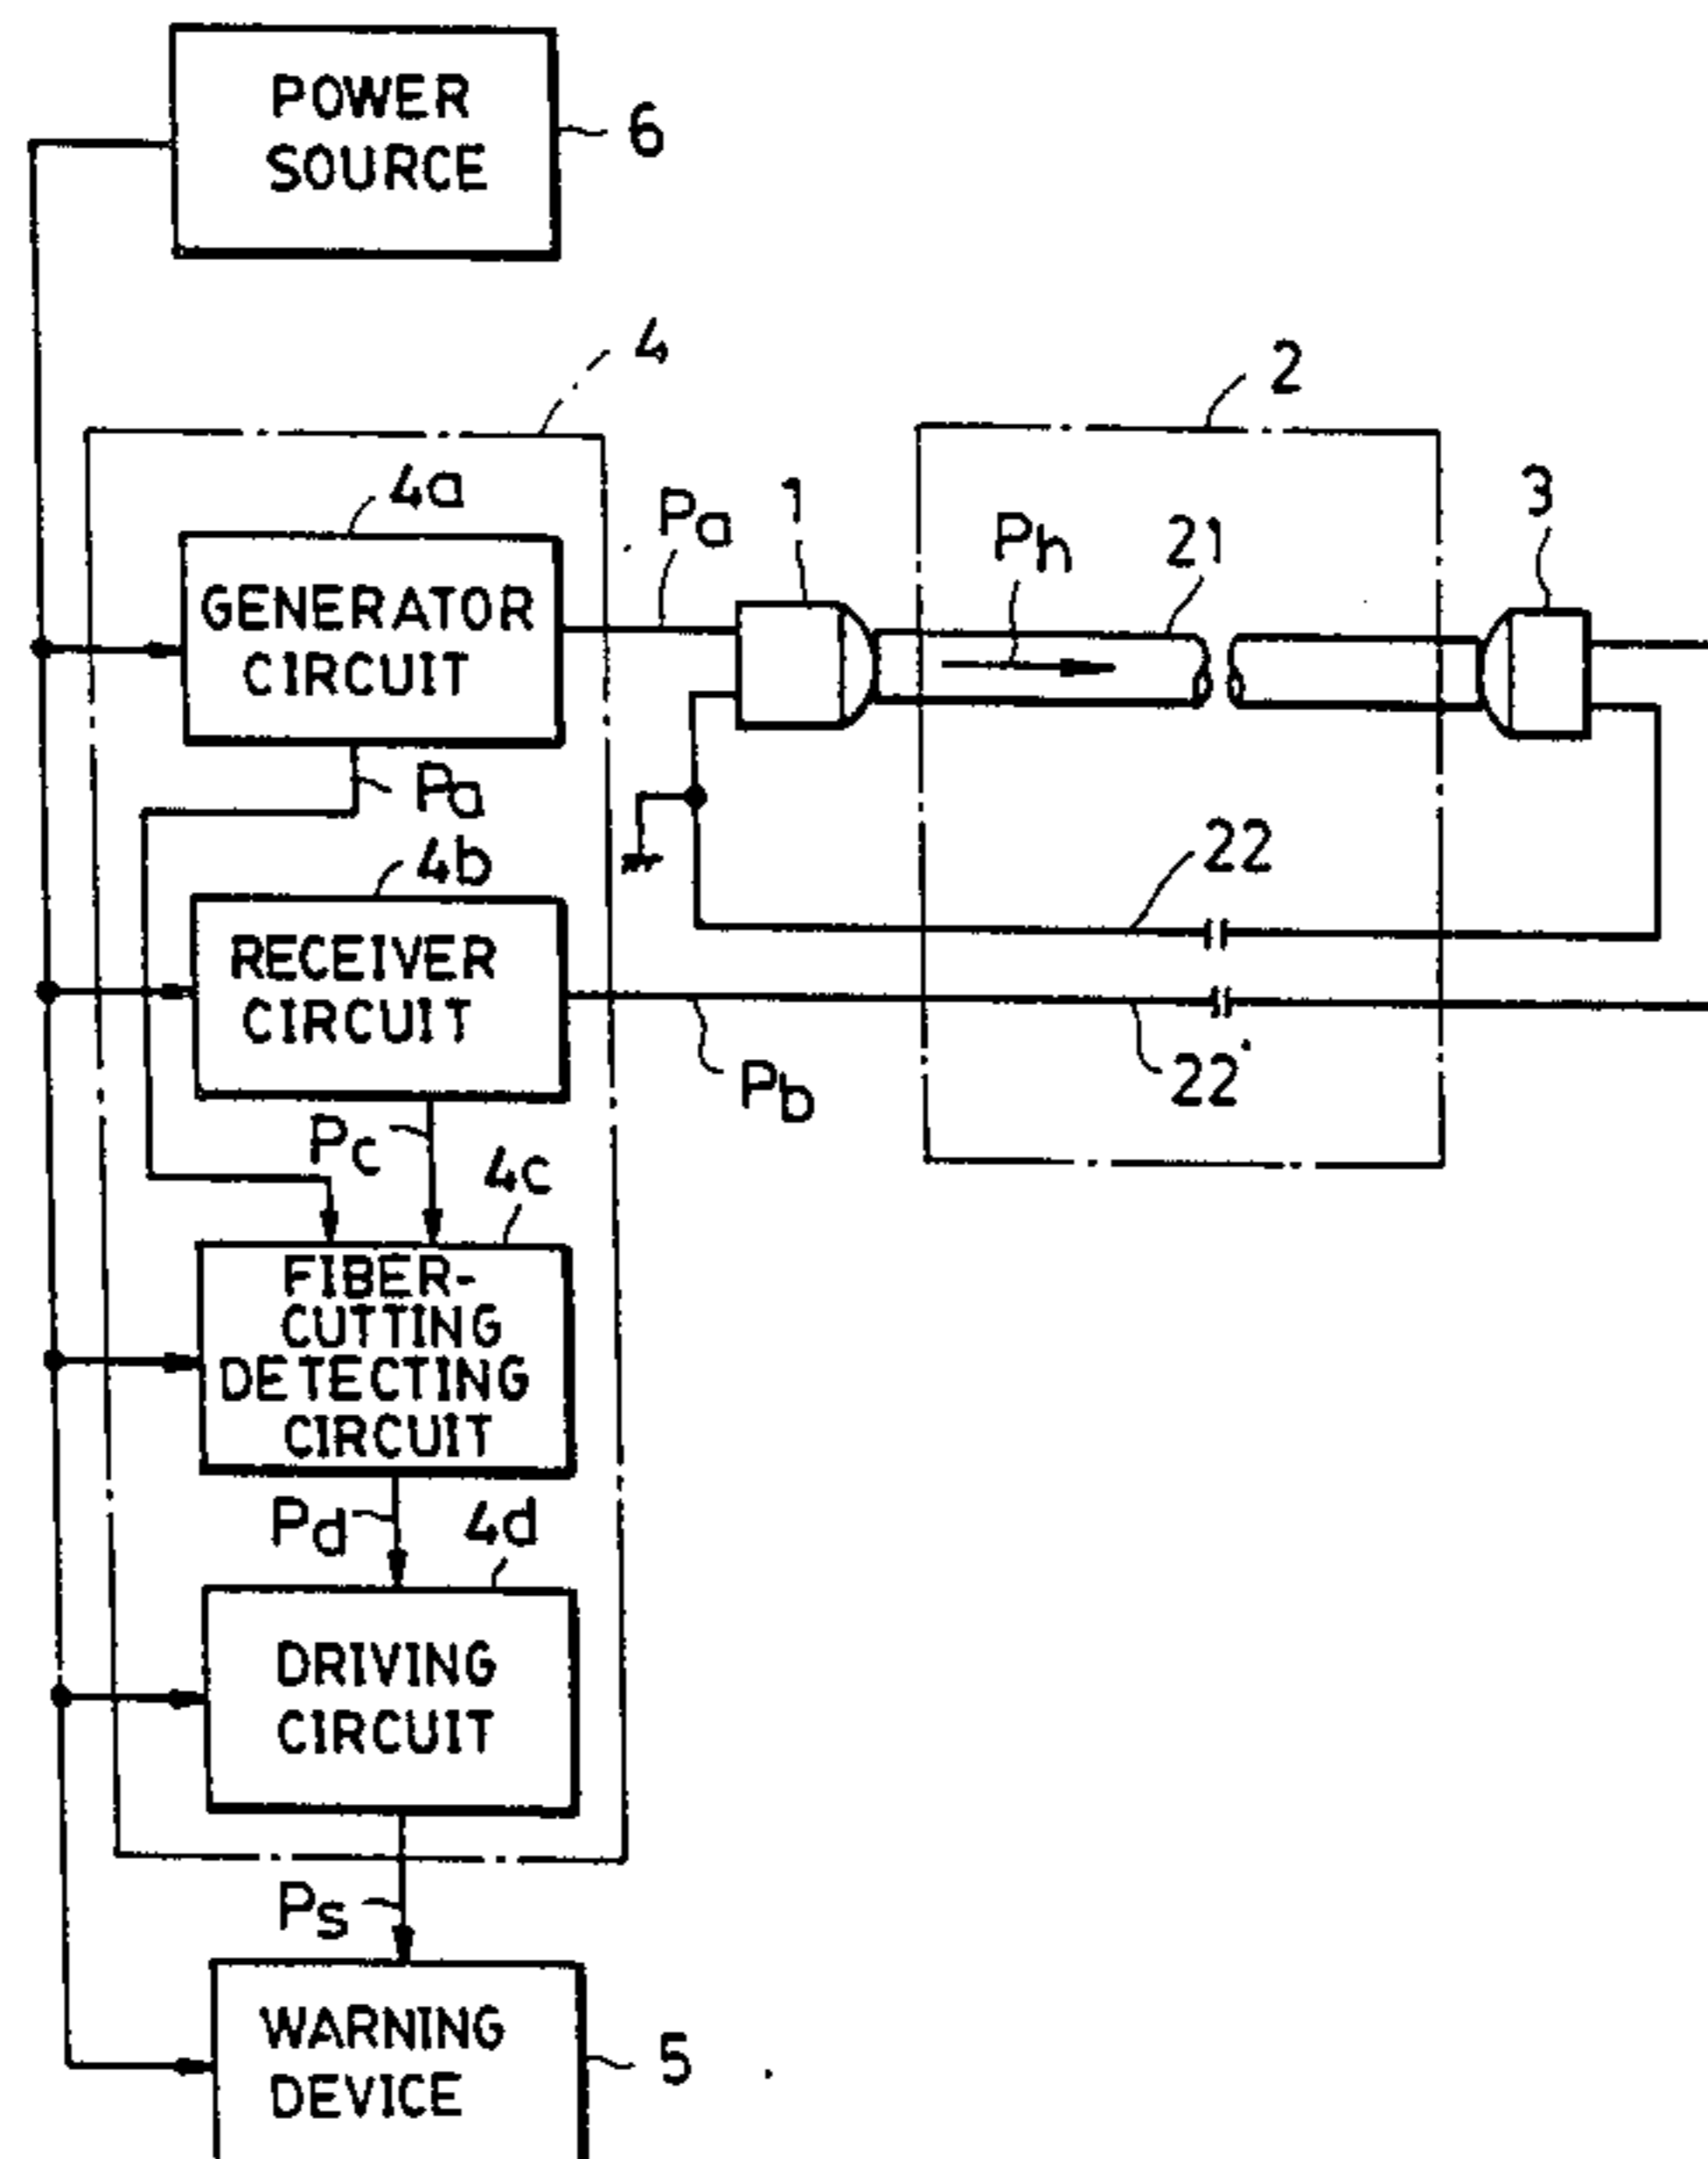 POWER
SOURCE
6
4
2
4a
Pa
1
Ph
21
3
GENERATOR
CIRCUIT
Pa
4b
22
RECEIVER
CIRCUIT
Pb
22'
Pc
4c
FIBER-
CUTTING
DETECTING
CIRCUIT
Pd
4d
DRIVING
CIRCUIT
Ps
WARNING
DEVICE
5